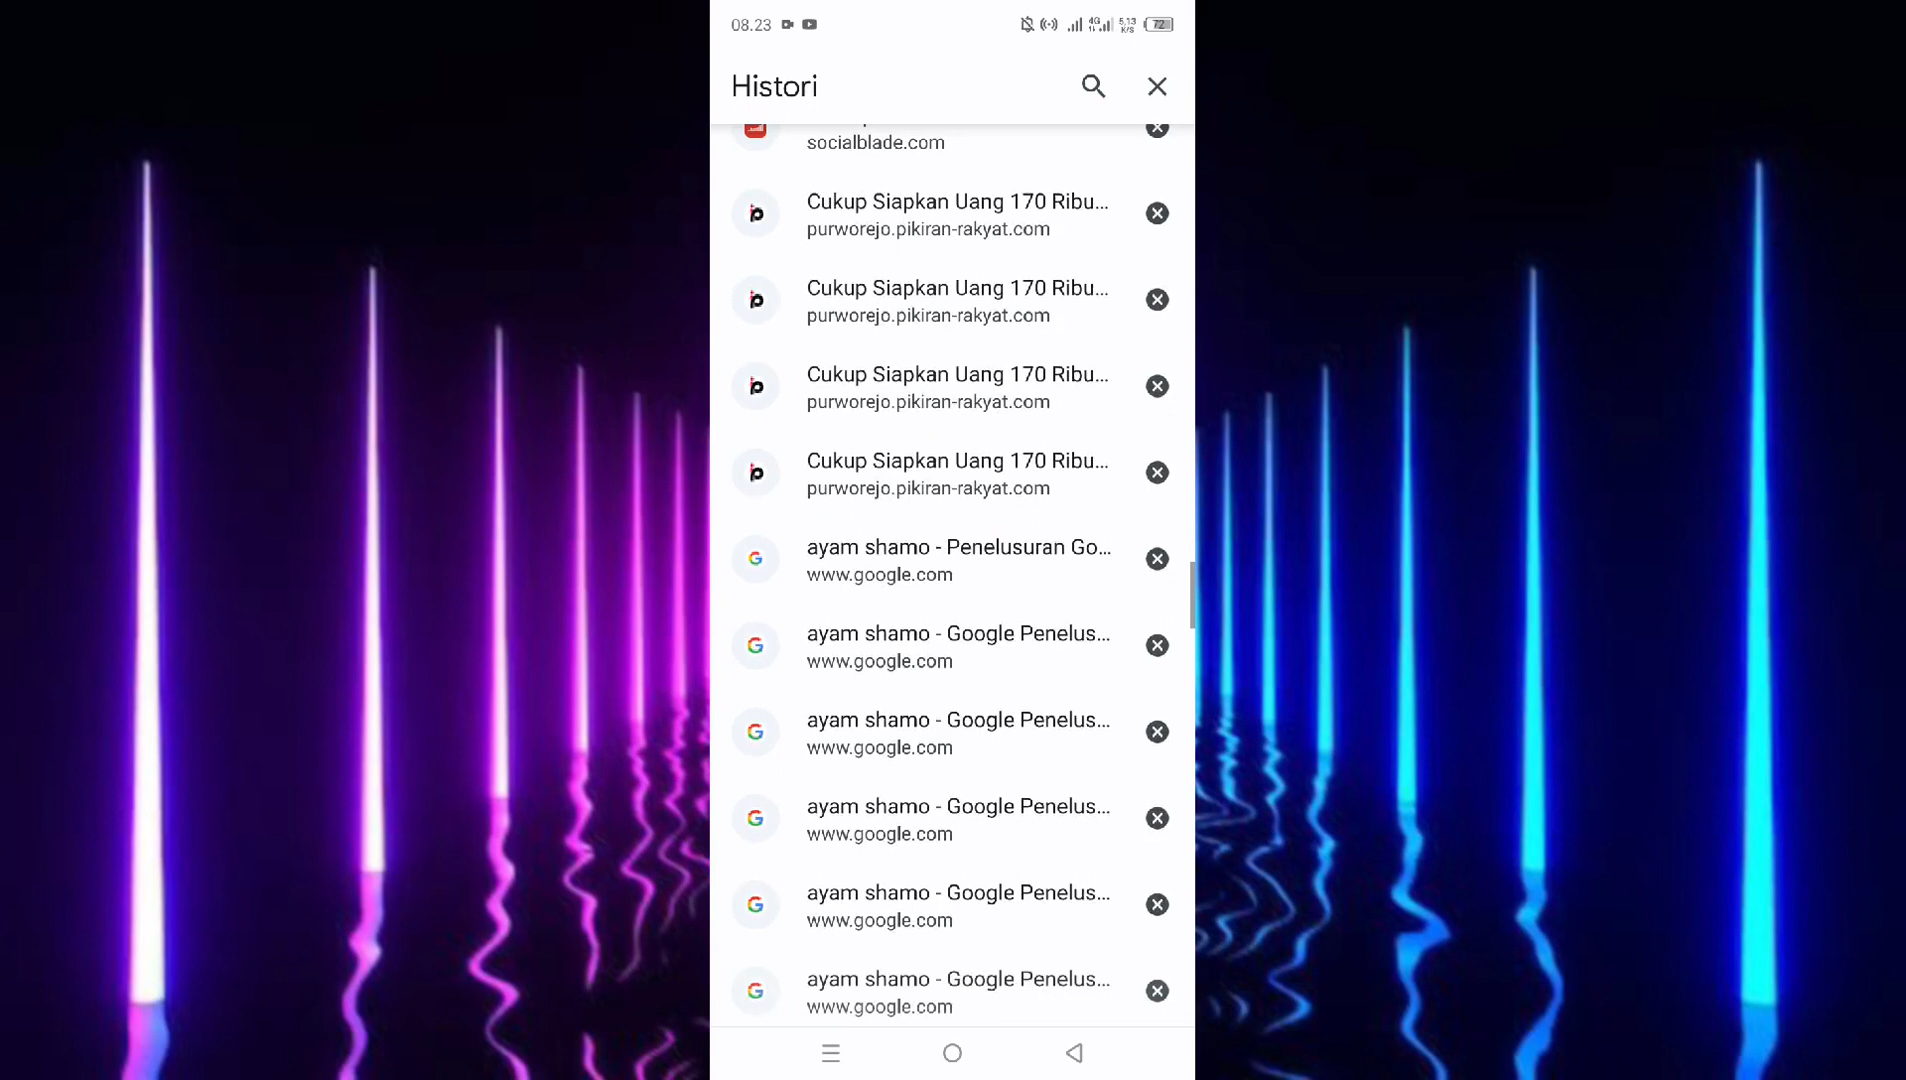 08.23
4G
5,13
K/S
72
Histori
socialblade.com
Cukup Siapkan Uang 170 Ribu...
purworejo.pikiran-rakyat.com
Cukup Siapkan Uang 170 Ribu...
purworejo.pikiran-rakyat.com
Cukup Siapkan Uang 170 Ribu...
purworejo.pikiran-rakyat.com
Cukup Siapkan Uang 170 Ribu...
purworejo.pikiran-rakyat.com
ayam shamo - Penelusuran Go...
www.google.com
ayam shamo - Google Penelus...
www.google.com
ayam shamo - Google Penelus...
www.google.com
ayam shamo - Google Penelus...
www.google.com
ayam shamo - Google Penelus...
www.google.com
ayam shamo - Google Penelus...
www.google.com